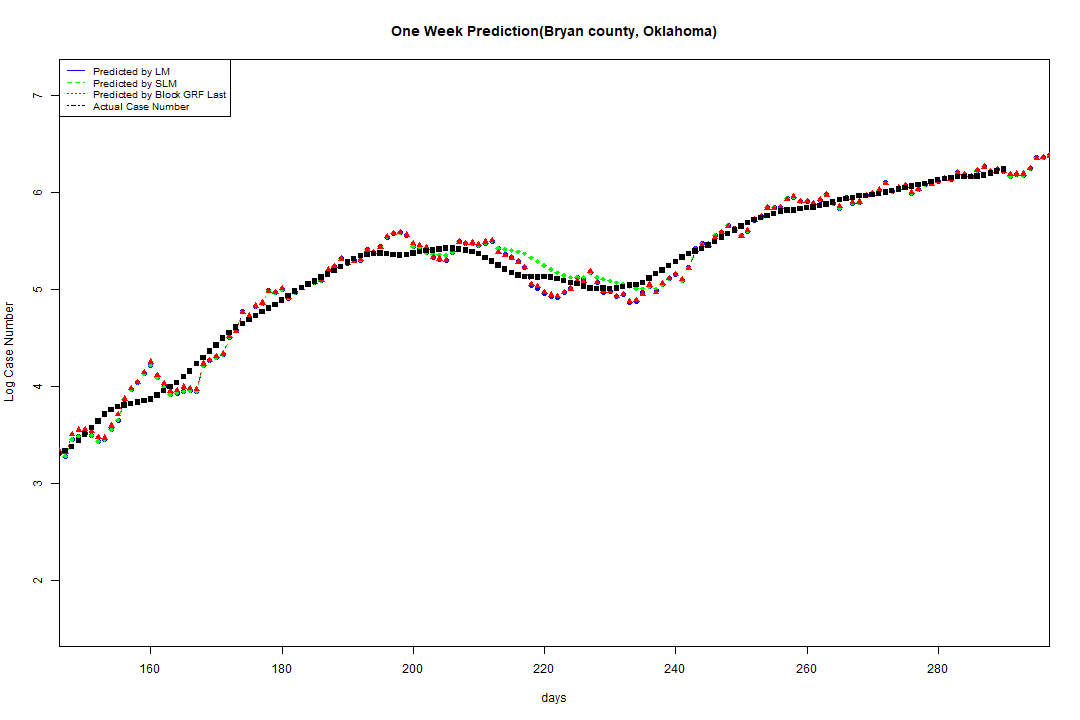 One Week Prediction(Bryan county, Oklahoma)
Predicted by LM
Predicted by SLM
Predicted by Block GRF Last
Actual Case Number
7
6
5
4
3
2
Log Case Number
160 180 200 220 240 260 280
days